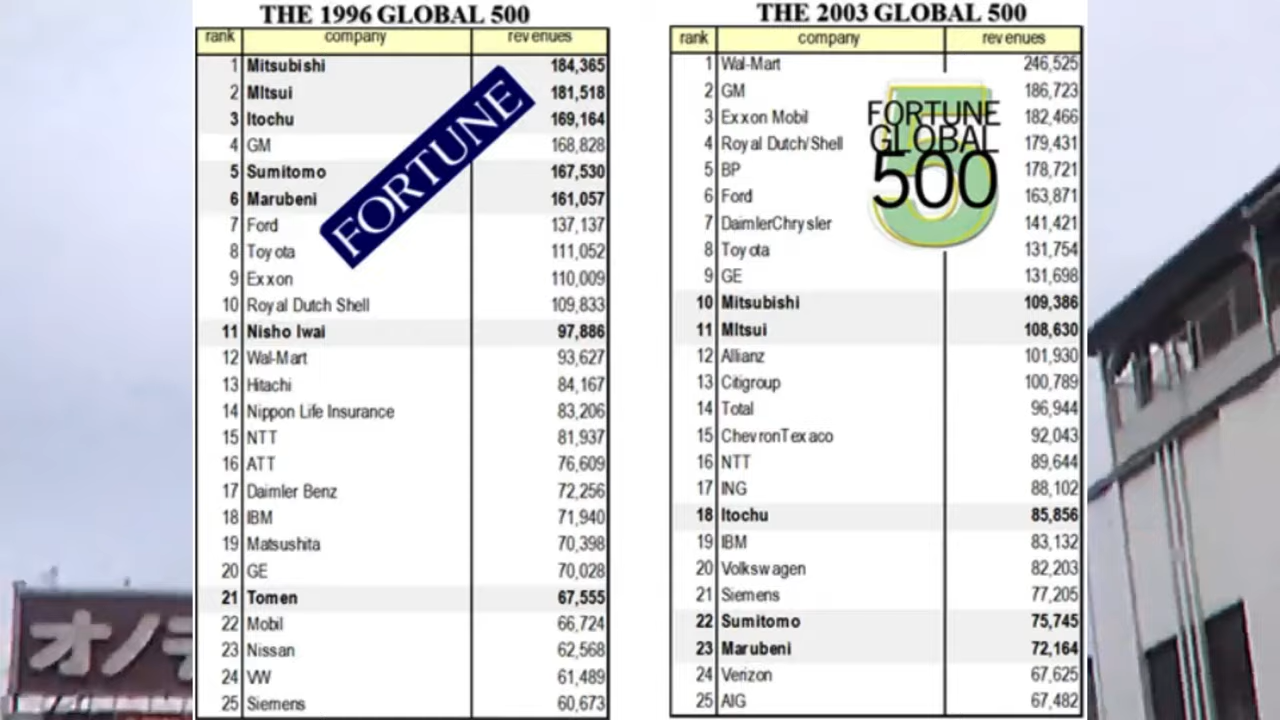 THE 1996 GLOBAL 500
rank company revenues
1 Mitsubishi 184,365
2 MItsui 181,518
3 Itochu 169,164
4 GM 168,828
5 Sumitomo 167,530
6 Marubeni 161,057
7 Ford 137,137
8 Toyota 111,052
9 Exxon 110,009
10 Royal Dutch Shell 109,833
11 Nisho Iwai 97,886
12 Wal-Mart 93,627
13 Hitachi 84,167
14 Nippon Life Insurance 83,206
15 NTT 81,937
16 ATT 76,609
17 Daimler Benz 72,256
18 IBM 71,940
19 Matsushita 70,398
20 GE 70,028
21 Tomen 67,555
22 Mobil 66,724
23 Nissan 62,568
24 VW 61,489
25 Siemens 60,673
FORTUNE
THE 2003 GLOBAL 500
rank company revenues
1 Wal-Mart 246,525
2 GM 186,723
3 Exxon Mobil 182,466
4 Royal Dutch/Shell 179,431
5 BP 178,721
6 Ford 163,871
7 DaimlerChrysler 141,421
8 Toyota 131,754
9 GE 131,698
10 Mitsubishi 109,386
11 MItsui 108,630
12 Allianz 101,930
13 Citigroup 100,789
14 Total 96,944
15 ChevronTexaco 92,043
16 NTT 89,644
17 ING 88,102
18 Itochu 85,856
19 IBM 83,132
20 Volkswagen 82,203
21 Siemens 77,205
22 Sumitomo 75,745
23 Marubeni 72,164
24 Verizon 67,625
25 AIG 67,482
5
FORTUNE
GLOBAL
500
オノ